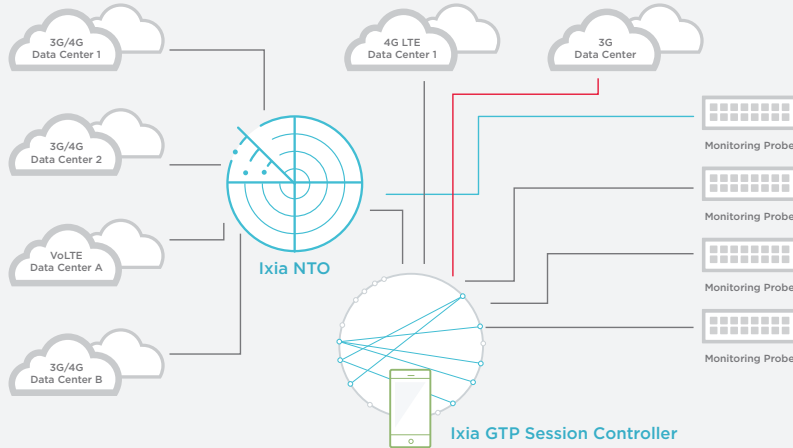 3G/4G
Data Center 1
4G LTE
Data Center 1
3G
Data Center
Monitoring Probe
3G/4G
Data Center 2
Monitoring Probe
VoLTE
Data Center A
Ixia NTO
Monitoring Probe
3G/4G
Data Center B
Monitoring Probe
Ixia GTP Session Controller